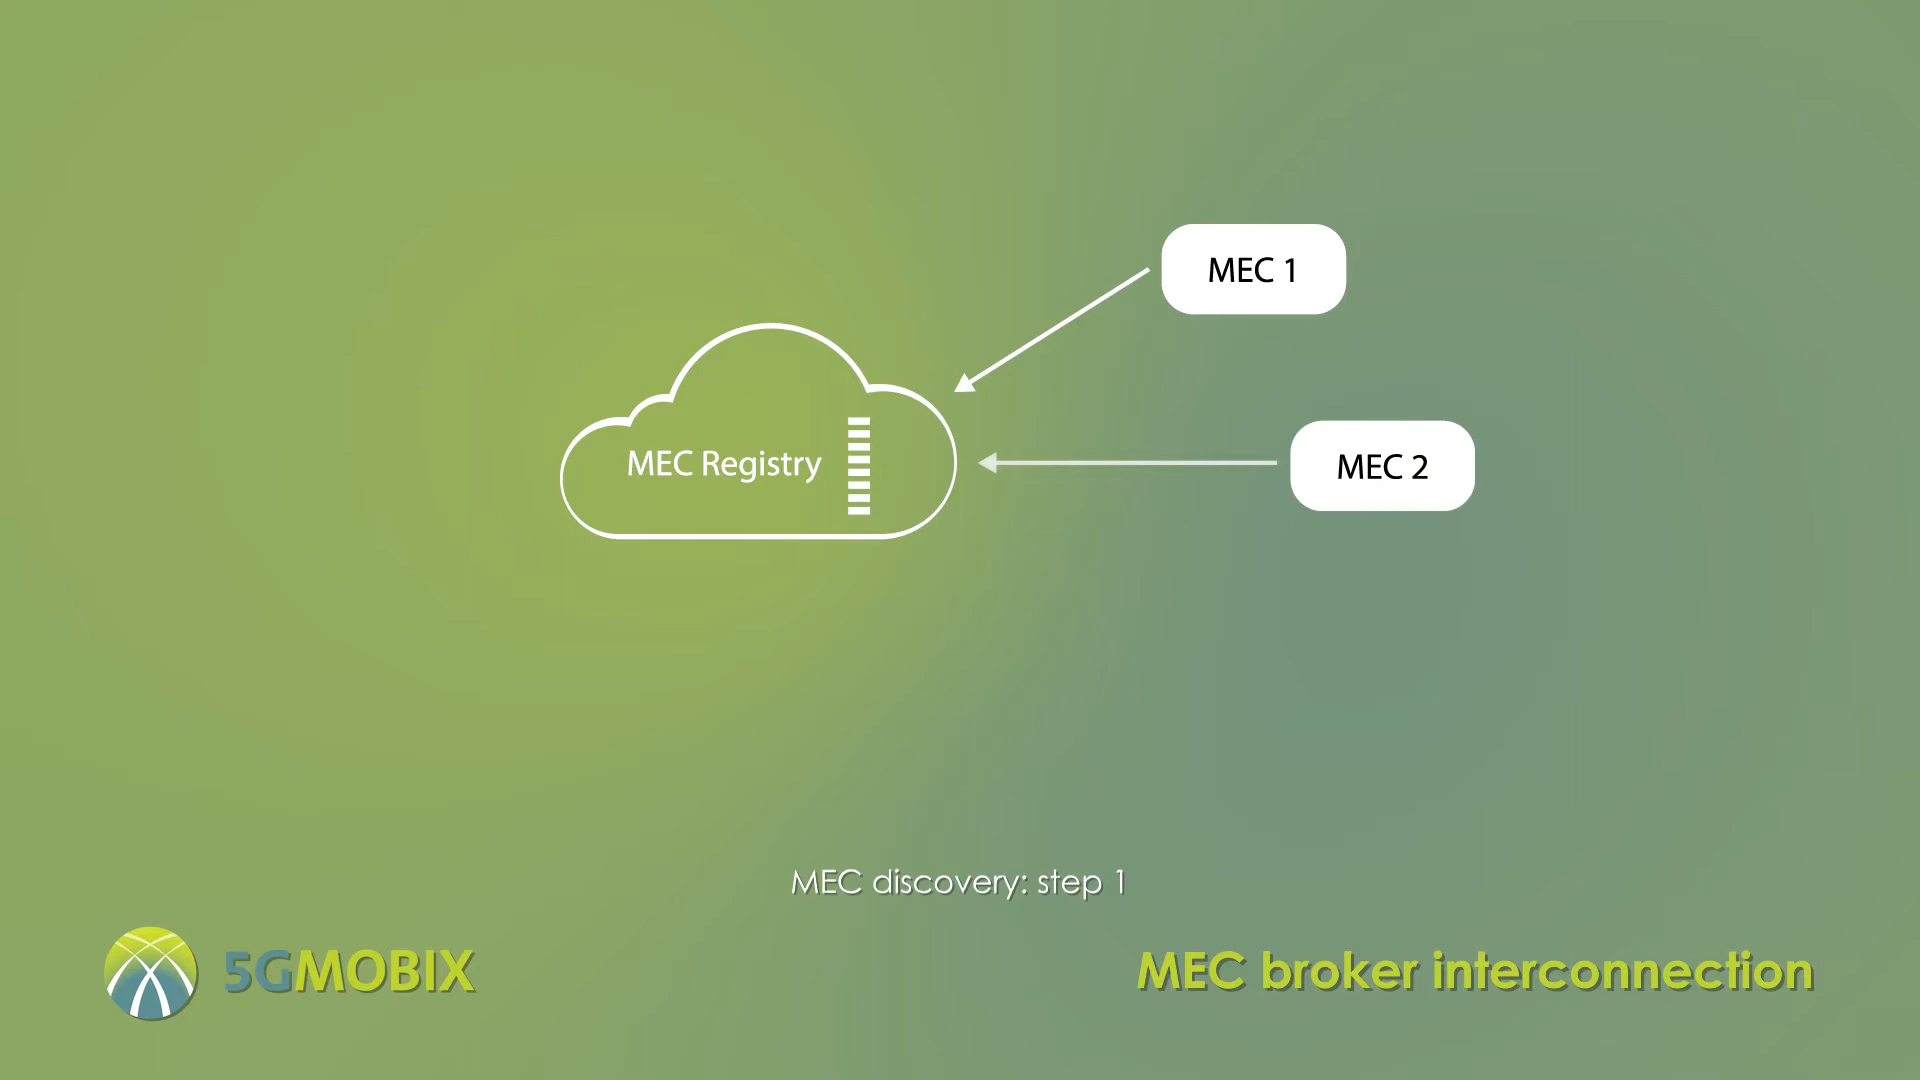 MEC 1
MEC Registry
MEC 2
MEC discovery: step 1
5GMOBIX
MEC broker interconnection